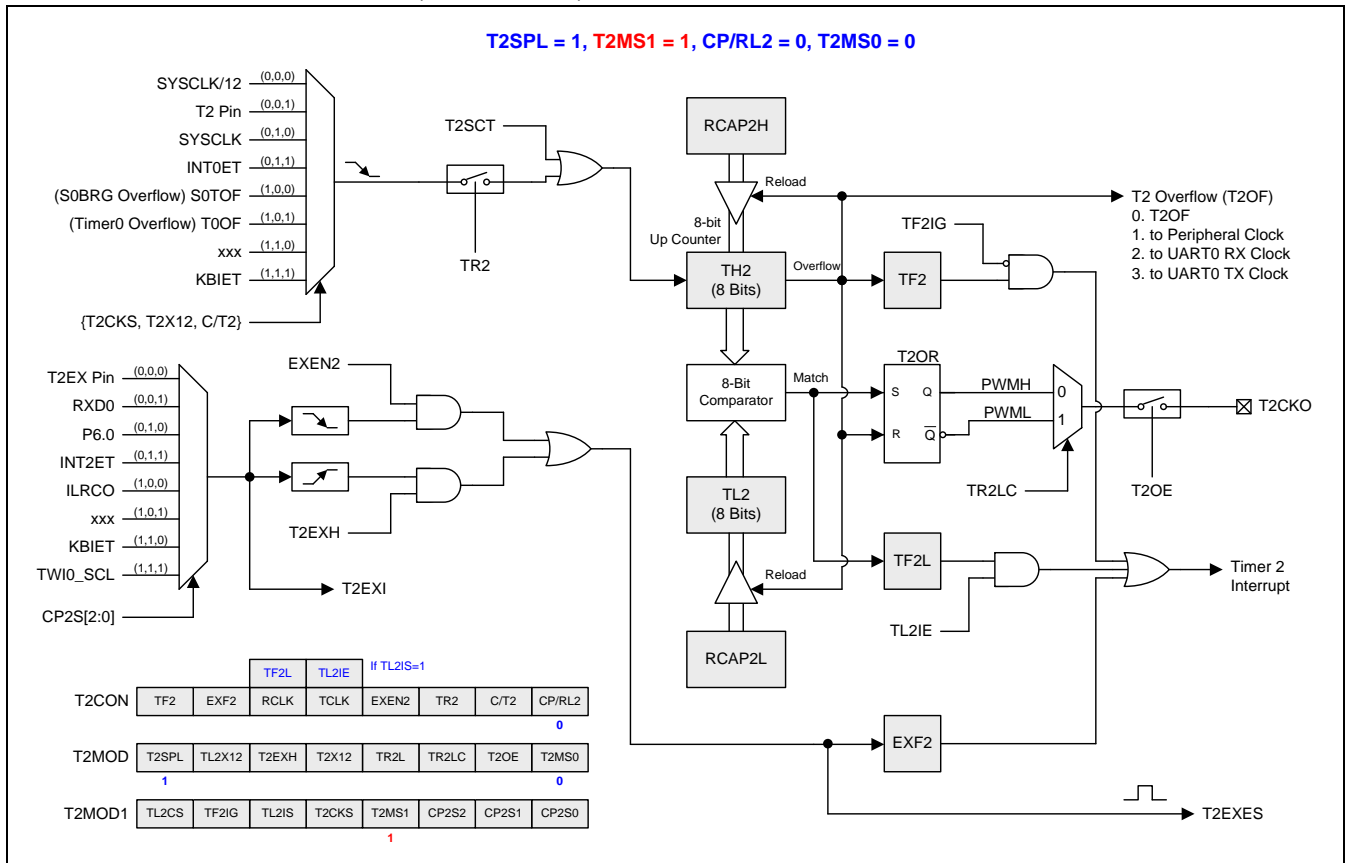 T2SPL = 1, T2MS1 = 1, CP/RL2 = 0, T2MS0 = 0
SYSCLK/12 (0,0,0)
T2 Pin (0,0,1)
SYSCLK (0,1,0)
INT0ET (0,1,1)
(S0BRG Overflow) S0TOF (1,0,0)
(Timer0 Overflow) T0OF (1,0,1)
xxx (1,1,0)
KBIET (1,1,1)
{T2CKS, T2X12, C/T2}
TR2
T2SCT
RCAP2H
Reload
8-bit
Up Counter
TH2
(8 Bits)
Overflow
TF2IG
TF2
T2 Overflow (T2OF)
0. T2OF
1. to Peripheral Clock
2. to UART0 RX Clock
3. to UART0 TX Clock
T2EX Pin (0,0,0)
RXD0 (0,0,1)
P6.0 (0,1,0)
INT2ET (0,1,1)
ILRCO (1,0,0)
xxx (1,0,1)
KBIET (1,1,0)
TWI0_SCL (1,1,1)
CP2S[2:0]
EXEN2
T2EXH
T2EXI
8-Bit
Comparator
Match
T2OR
S Q
R Q
PWMH
PWML
0
1
TR2LC
T2OE
T2CKO
TL2
(8 Bits)
Reload
RCAP2L
TF2L
TL2IE
Timer 2
Interrupt
EXF2
T2EXES
TF2L TL2IE If TL2IS=1
T2CON TF2 EXF2 RCLK TCLK EXEN2 TR2 C/T2 CP/RL2
0
T2MOD T2SPL TL2X12 T2EXH T2X12 TR2L TR2LC T2OE T2MS0
1 0
T2MOD1 TL2CS TF2IG TL2IS T2CKS T2MS1 CP2S2 CP2S1 CP2S0
1